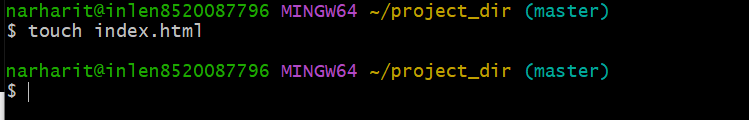 narharit@inlen8520087796 MINGW64 ~/project_dir (master)
$ touch index.html
narharit@inlen8520087796 MINGW64 ~/project_dir (master)
$